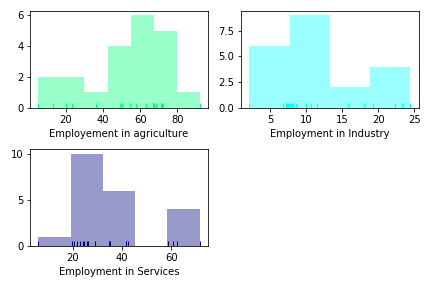 6
4
2
0
20 40 60 80
Employement in agriculture
7.5
5.0
2.5
0.0
5 10 15 20 25
Employment in Industry
10
5
0
20 40 60
Employment in Services